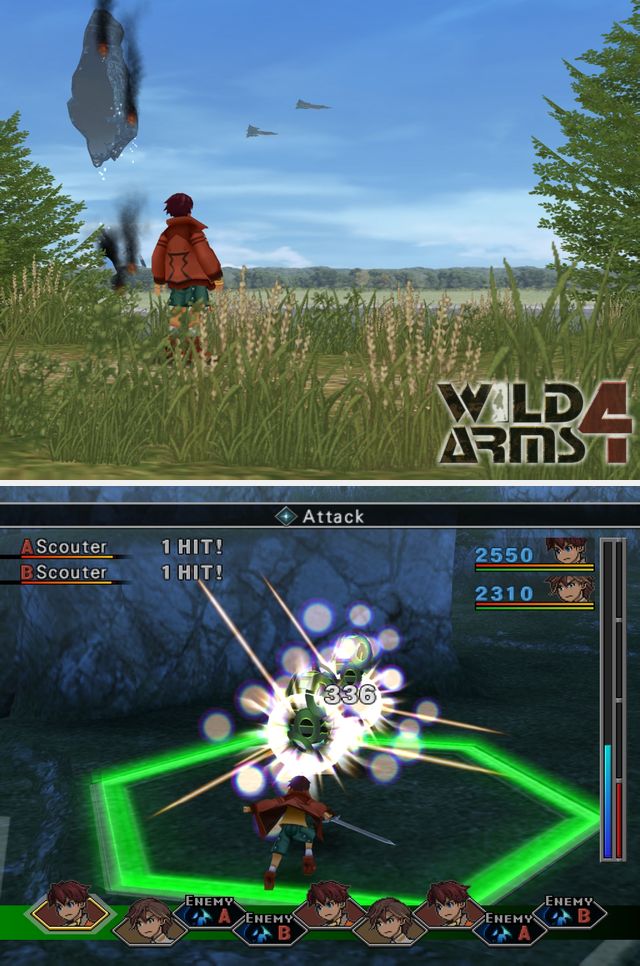 WILD
ARMS 4
Attack
A Scouter 1 HIT!
B Scouter 1 HIT!
2550
2310
336
ENEMY A
ENEMY B
ENEMY A
ENEMY B